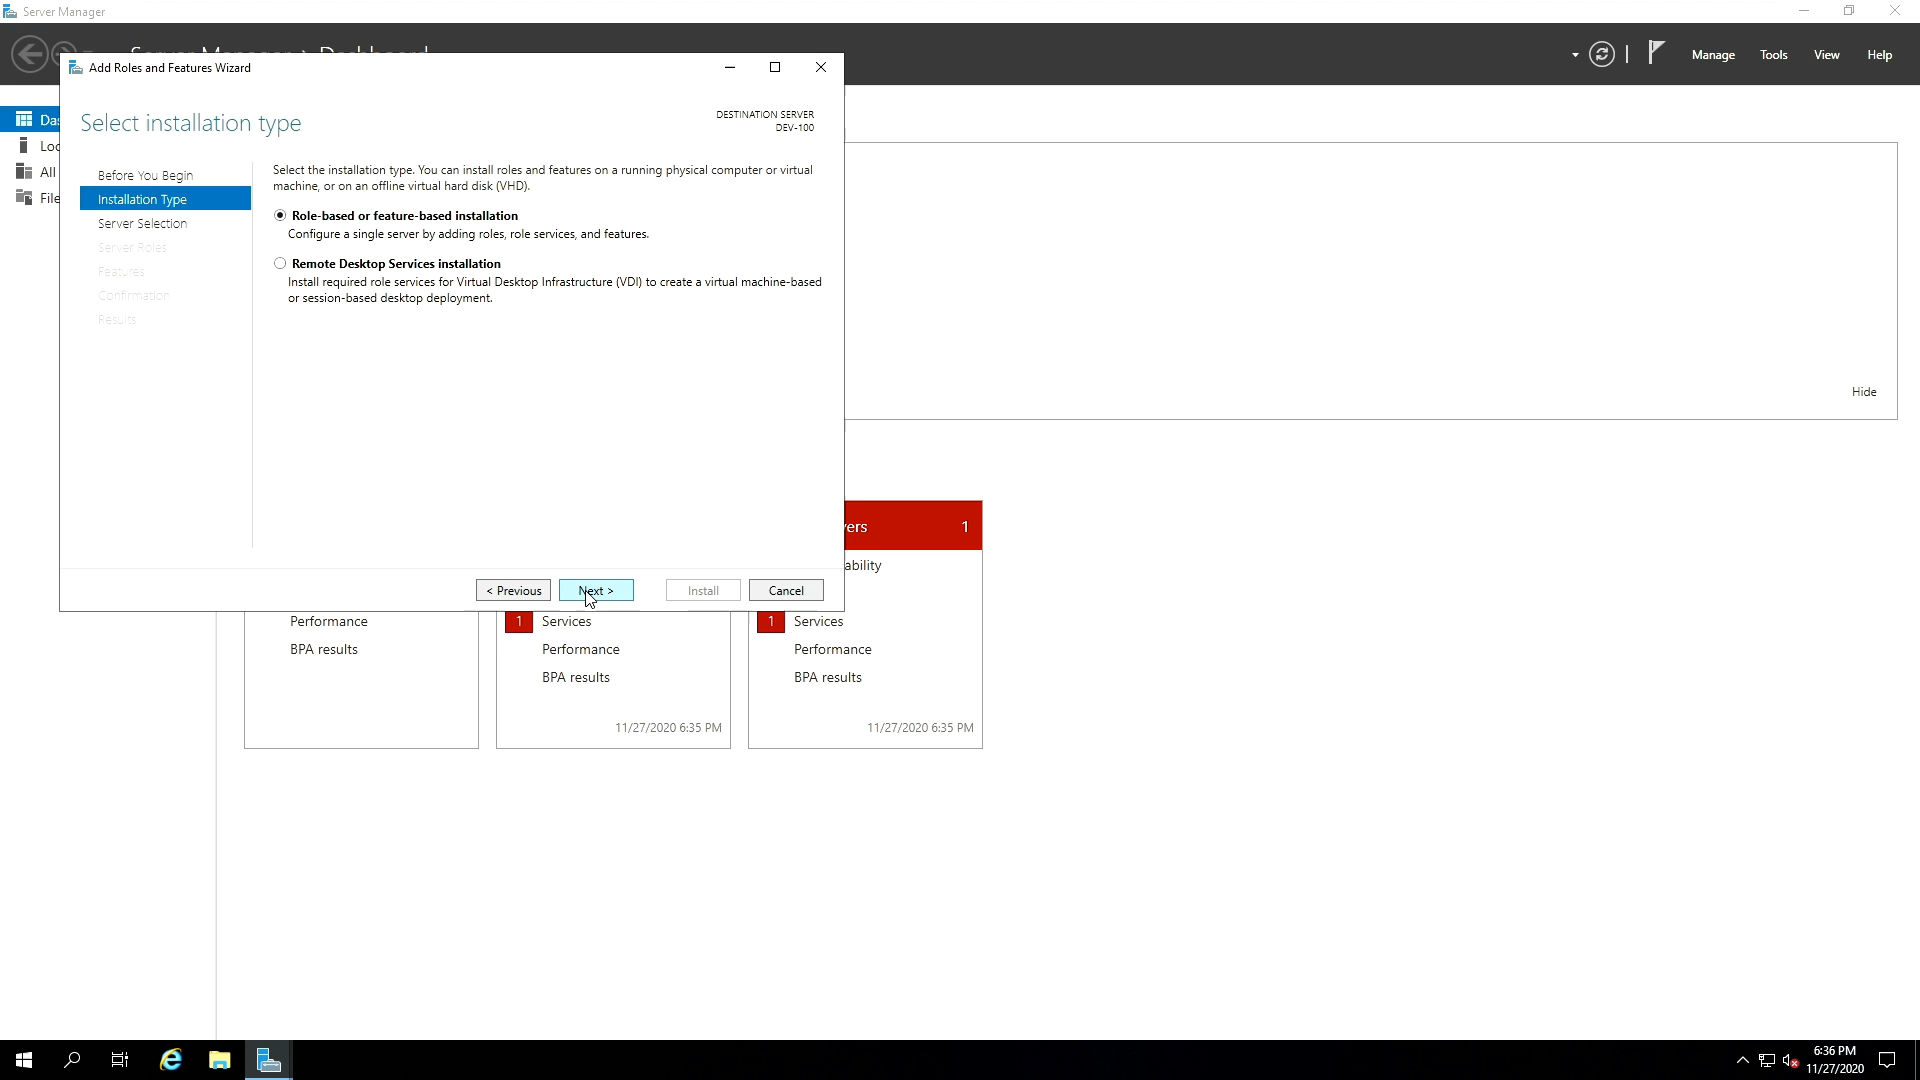 Server Manager
Manage
Tools
View
Help
Add Roles and Features Wizard
Select installation type
DESTINATION SERVER
DEV-100
Before You Begin
Installation Type
Server Selection
Server Roles
Features
Confirmation
Results
Select the installation type. You can install roles and features on a running physical computer or virtual
machine, or on an offline virtual hard disk (VHD).
Role-based or feature-based installation
Configure a single server by adding roles, role services, and features.
Remote Desktop Services installation
Install required role services for Virtual Desktop Infrastructure (VDI) to create a virtual machine-based
or session-based desktop deployment.
< Previous
Next >
Install
Cancel
All
Hide
1
Performance
BPA results
1 Services
Performance
BPA results
11/27/2020 6:35 PM
1 Services
Performance
BPA results
11/27/2020 6:35 PM
6:36 PM
11/27/2020